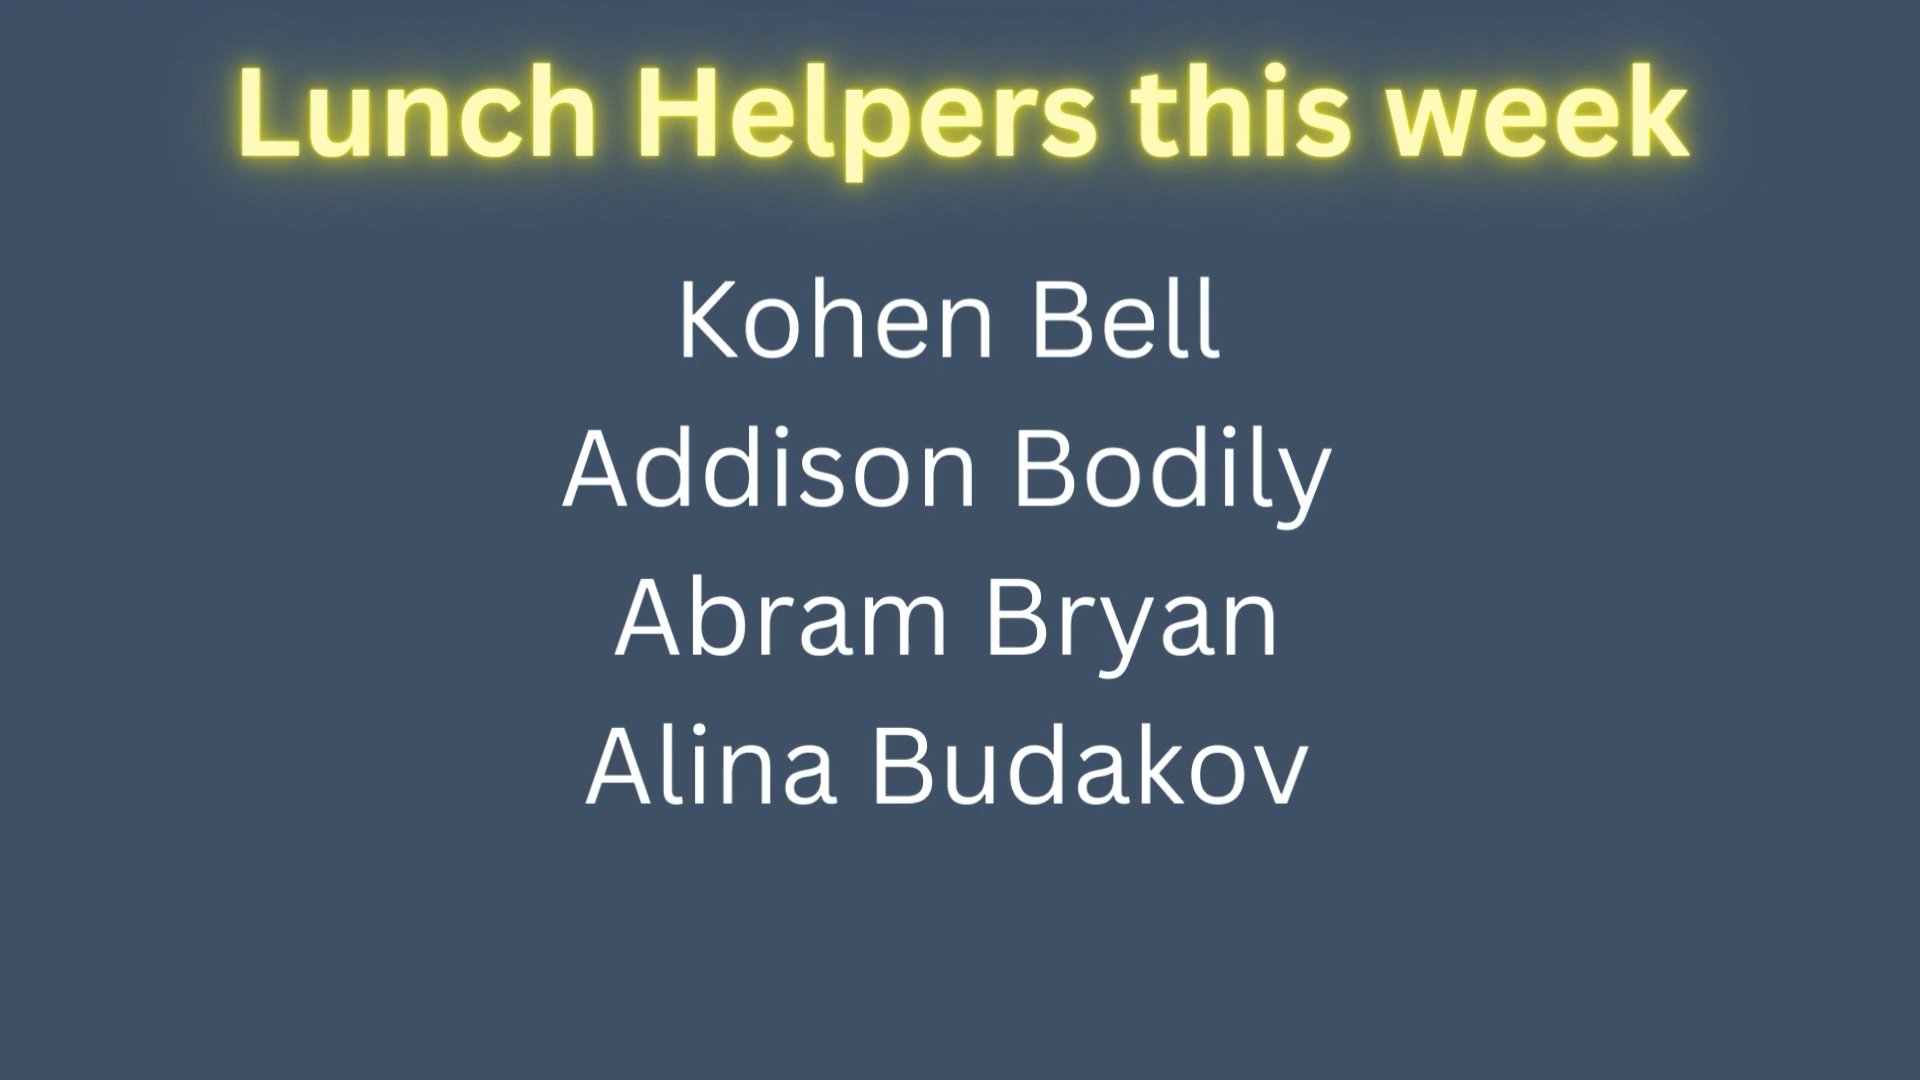 Lunch Helpers this week
Kohen Bell
Addison Bodily
Abram Bryan
Alina Budakov